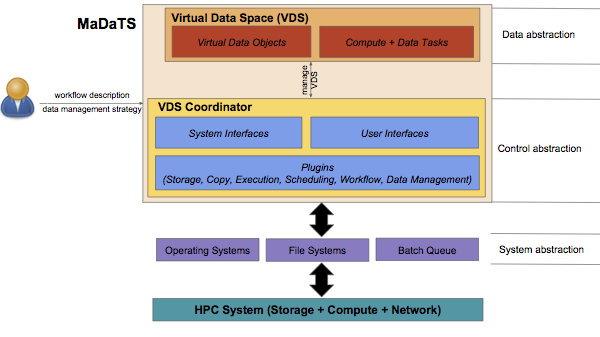 MaDaTS
Virtual Data Space (VDS)
Virtual Data Objects
Compute + Data Tasks
Data abstraction
manage
VDS
workflow description
data management strategy
VDS Coordinator
System Interfaces
User Interfaces
Plugins
(Storage, Copy, Execution, Scheduling, Workflow, Data Management)
Control abstraction
Operating Systems
File Systems
Batch Queue
System abstraction
HPC System (Storage + Compute + Network)